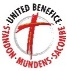 UNITED BENEFICE
STANDON · MUNDENS · SACOMBE